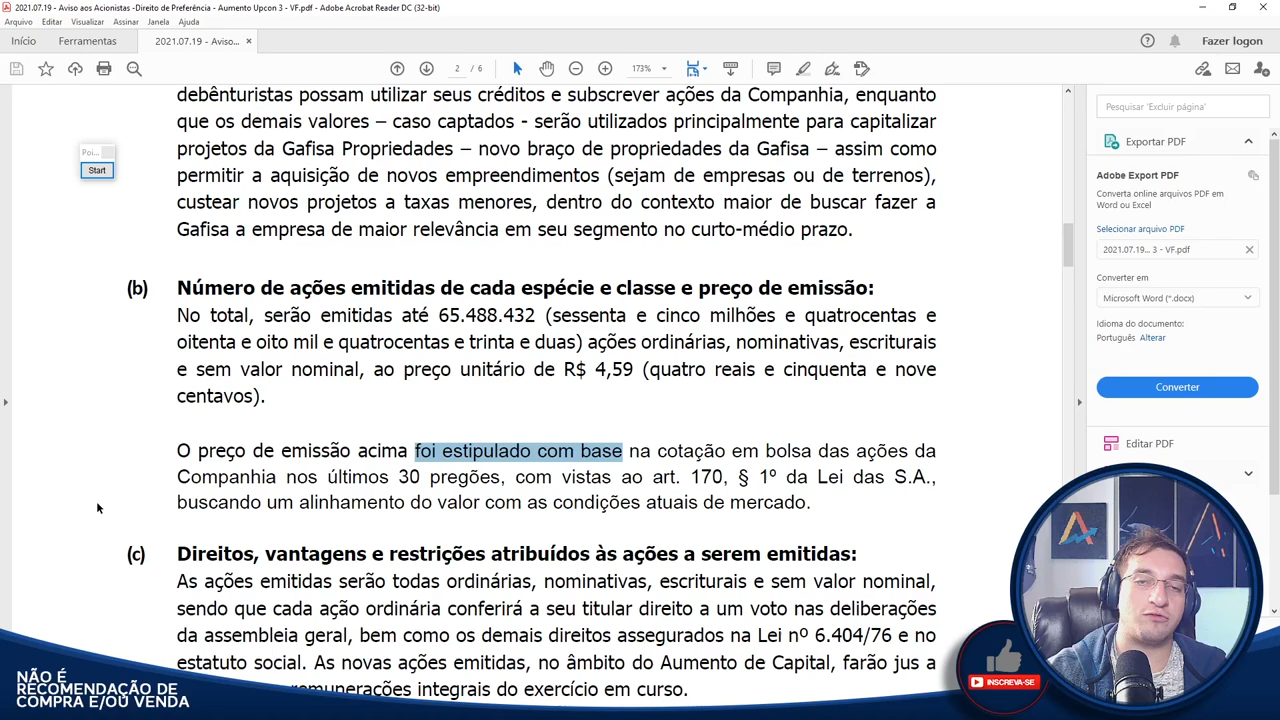 2021.07.19 - Aviso aos Acionistas -Direito de Preferência - Aumento Upcon 3 - VF.pdf - Adobe Acrobat Reader DC (32-bit)
Arquivo Editar Visualizar Assinar Janela Ajuda
Início Ferramentas 2021.07.19 - Aviso... × Fazer logon
2 / 6 173%
debênturistas possam utilizar seus créditos e subscrever ações da Companhia, enquanto
que os demais valores – caso captados - serão utilizados principalmente para capitalizar
projetos da Gafisa Propriedades – novo braço de propriedades da Gafisa – assim como
permitir a aquisição de novos empreendimentos (sejam de empresas ou de terrenos),
custear novos projetos a taxas menores, dentro do contexto maior de buscar fazer a
Gafisa a empresa de maior relevância em seu segmento no curto-médio prazo.
Poi...
Start
(b) Número de ações emitidas de cada espécie e classe e preço de emissão:
No total, serão emitidas até 65.488.432 (sessenta e cinco milhões e quatrocentas e
oitenta e oito mil e quatrocentas e trinta e duas) ações ordinárias, nominativas, escriturais
e sem valor nominal, ao preço unitário de R$ 4,59 (quatro reais e cinquenta e nove
centavos).
O preço de emissão acima foi estipulado com base na cotação em bolsa das ações da
Companhia nos últimos 30 pregões, com vistas ao art. 170, § 1º da Lei das S.A.,
buscando um alinhamento do valor com as condições atuais de mercado.
(c) Direitos, vantagens e restrições atribuídos às ações a serem emitidas:
As ações emitidas serão todas ordinárias, nominativas, escriturais e sem valor nominal,
sendo que cada ação ordinária conferirá a seu titular direito a um voto nas deliberações
da assembleia geral, bem como os demais direitos assegurados na Lei nº 6.404/76 e no
estatuto social. As novas ações emitidas, no âmbito do Aumento de Capital, farão jus a
remunerações integrais do exercício em curso.
Pesquisar 'Excluir página'
Exportar PDF
Adobe Export PDF
Converta online arquivos PDF em
Word ou Excel
Selecionar arquivo PDF
2021.07.19... 3 - VF.pdf
Converter em
Microsoft Word (*.docx)
Idioma do documento:
Português Alterar
Converter
Editar PDF
NÃO É
RECOMENDAÇÃO DE
COMPRA E/OU VENDA
INSCREVA-SE